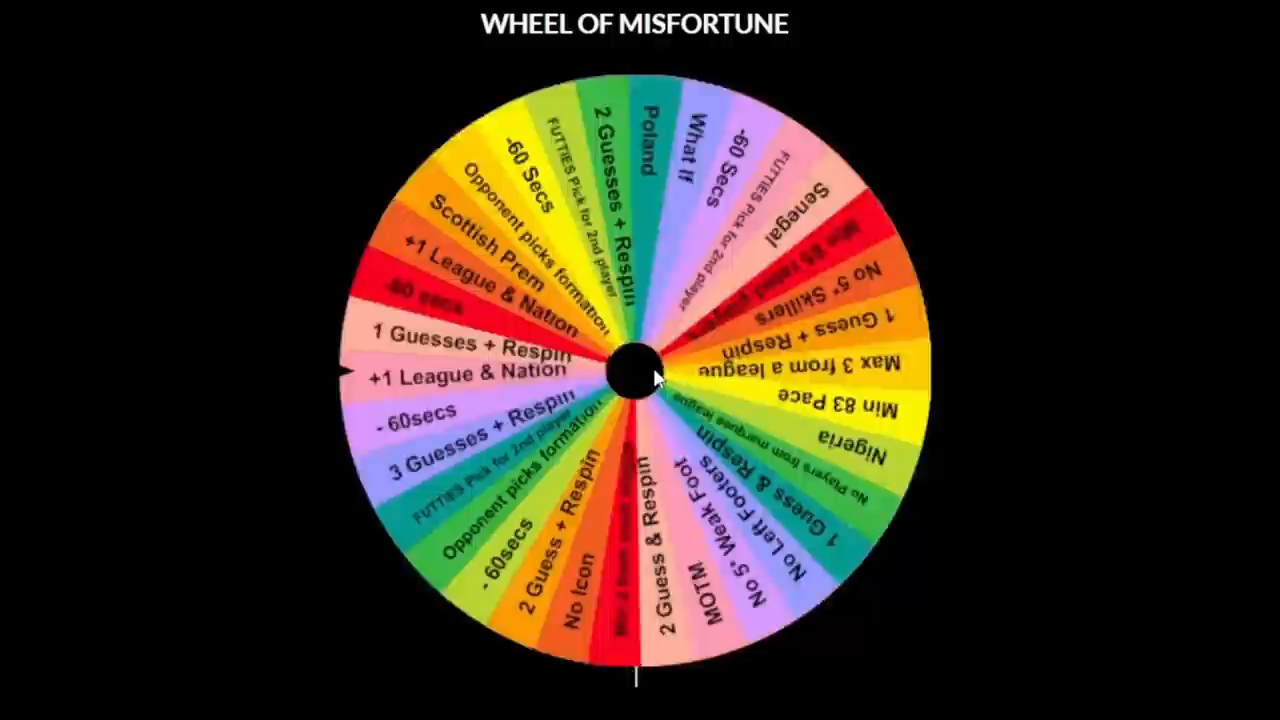 WHEEL OF MISFORTUNE
Poland
What If
-60 Secs
FUTTIES Pick for 2nd player
Senegal
Min 85 rated
No 5* Skillers
1 Guess + Respin
Max 3 from a league
Min 83 Pace
Nigeria
No Players from marquee league
1 Guess & Respin
No Left Footers
No 5* Weak Foot
MOTM
2 Guess & Respin
No Icon
2 Guess + Respin
- 60secs
Opponent picks formation
FUTTIES Pick for 2nd player
3 Guesses + Respin
- 60secs
+1 League & Nation
1 Guesses + Respin
-60 secs
+1 League & Nation
Scottish Prem
Opponent picks formation
-60 Secs
FUTTIES Pick for 2nd player
2 Guesses + Respin